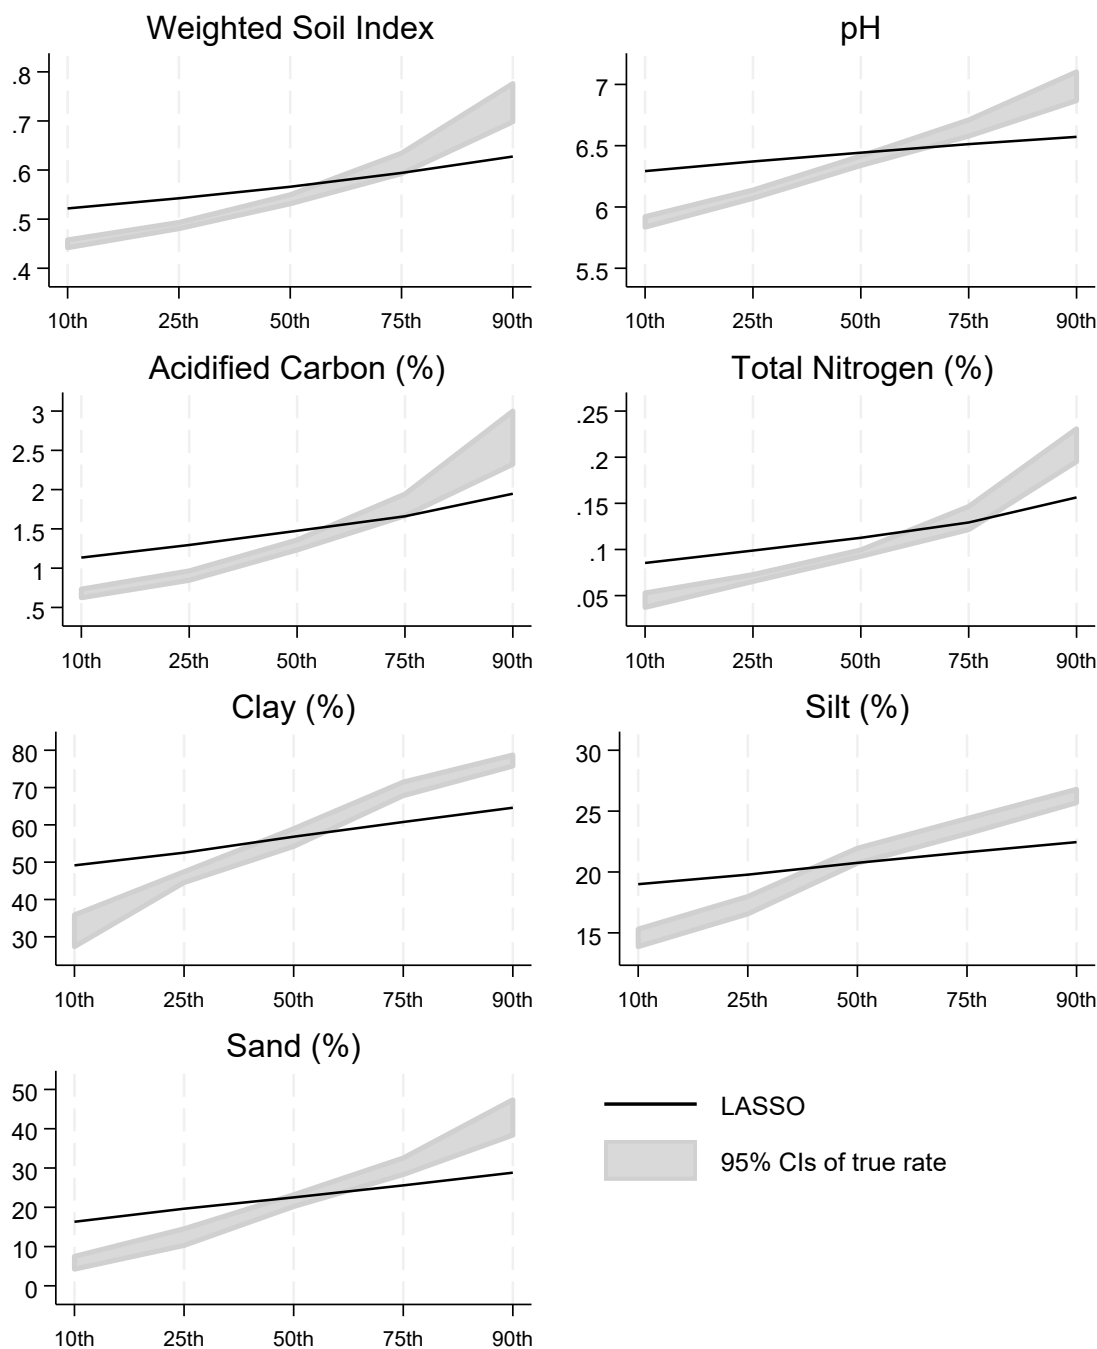 Weighted Soil Index
.8
.7
.6
.5
.4
10th 25th 50th 75th 90th
pH
7
6.5
6
5.5
10th 25th 50th 75th 90th
Acidified Carbon (%)
3
2.5
2
1.5
1
.5
10th 25th 50th 75th 90th
Total Nitrogen (%)
.25
.2
.15
.1
.05
10th 25th 50th 75th 90th
Clay (%)
80
70
60
50
40
30
10th 25th 50th 75th 90th
Silt (%)
30
25
20
15
10th 25th 50th 75th 90th
Sand (%)
50
40
30
20
10
0
10th 25th 50th 75th 90th
LASSO
95% CIs of true rate